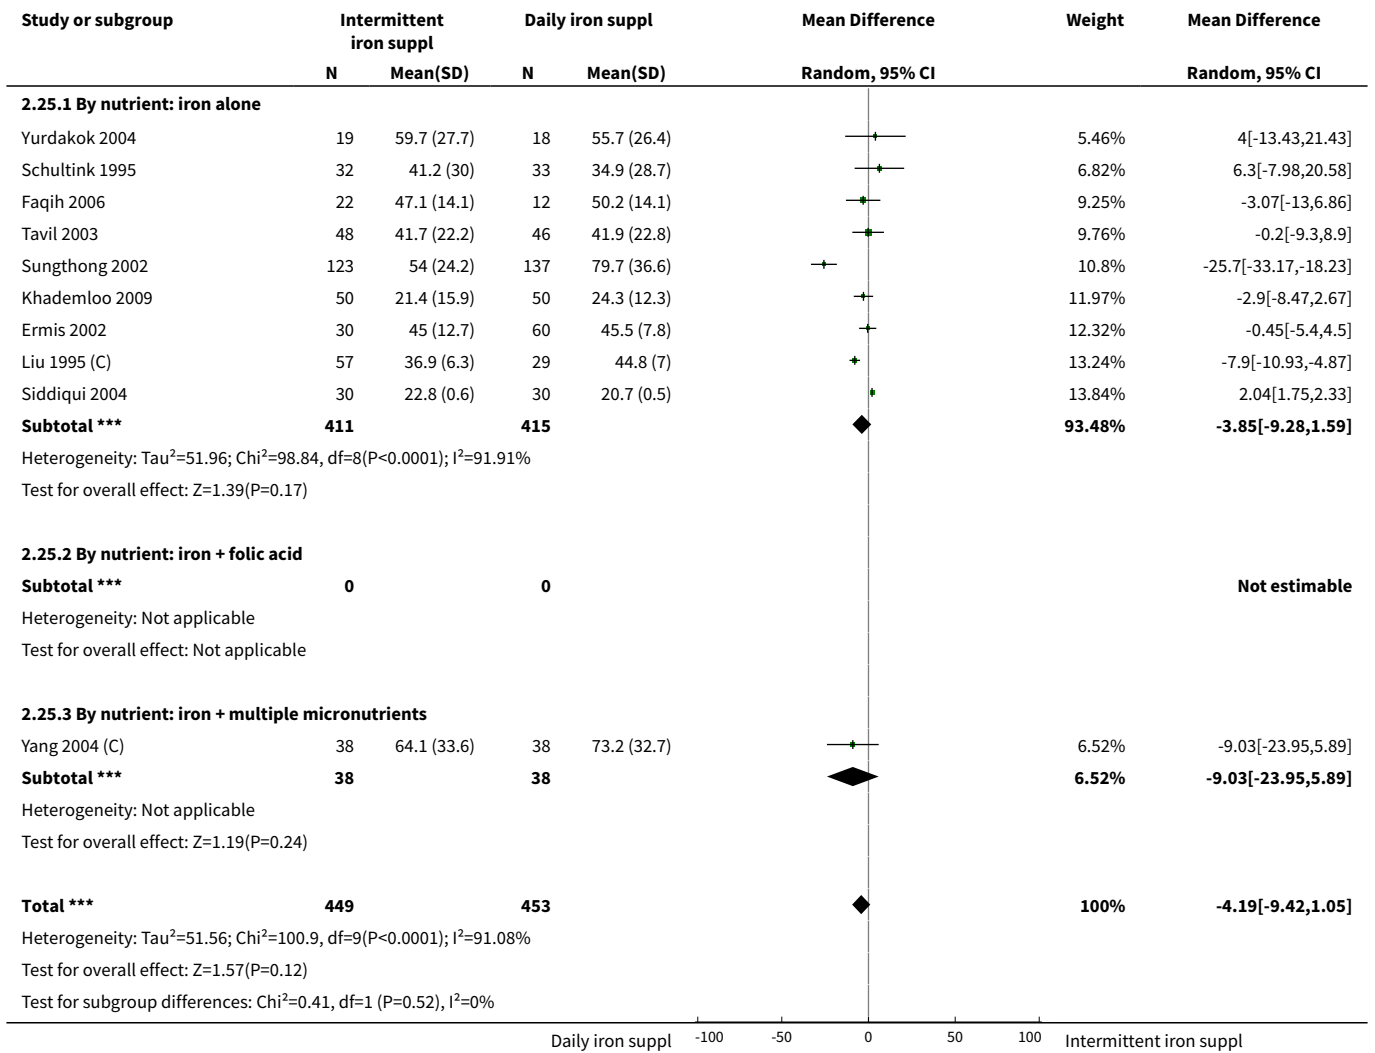 Study or subgroup Intermittent iron suppl Daily iron suppl Mean Difference Weight Mean Difference
N Mean(SD) N Mean(SD) Random, 95% CI Random, 95% CI
2.25.1 By nutrient: iron alone
Yurdakok 2004 19 59.7 (27.7) 18 55.7 (26.4) 5.46% 4[-13.43,21.43]
Schultink 1995 32 41.2 (30) 33 34.9 (28.7) 6.82% 6.3[-7.98,20.58]
Faqih 2006 22 47.1 (14.1) 12 50.2 (14.1) 9.25% -3.07[-13,6.86]
Tavil 2003 48 41.7 (22.2) 46 41.9 (22.8) 9.76% -0.2[-9.3,8.9]
Sungthong 2002 123 54 (24.2) 137 79.7 (36.6) 10.8% -25.7[-33.17,-18.23]
Khademloo 2009 50 21.4 (15.9) 50 24.3 (12.3) 11.97% -2.9[-8.47,2.67]
Ermis 2002 30 45 (12.7) 60 45.5 (7.8) 12.32% -0.45[-5.4,4.5]
Liu 1995 (C) 57 36.9 (6.3) 29 44.8 (7) 13.24% -7.9[-10.93,-4.87]
Siddiqui 2004 30 22.8 (0.6) 30 20.7 (0.5) 13.84% 2.04[1.75,2.33]
Subtotal *** 411 415 93.48% -3.85[-9.28,1.59]
Heterogeneity: Tau²=51.96; Chi²=98.84, df=8(P<0.0001); I²=91.91%
Test for overall effect: Z=1.39(P=0.17)
2.25.2 By nutrient: iron + folic acid
Subtotal *** 0 0 Not estimable
Heterogeneity: Not applicable
Test for overall effect: Not applicable
2.25.3 By nutrient: iron + multiple micronutrients
Yang 2004 (C) 38 64.1 (33.6) 38 73.2 (32.7) 6.52% -9.03[-23.95,5.89]
Subtotal *** 38 38 6.52% -9.03[-23.95,5.89]
Heterogeneity: Not applicable
Test for overall effect: Z=1.19(P=0.24)
Total *** 449 453 100% -4.19[-9.42,1.05]
Heterogeneity: Tau²=51.56; Chi²=100.9, df=9(P<0.0001); I²=91.08%
Test for overall effect: Z=1.57(P=0.12)
Test for subgroup differences: Chi²=0.41, df=1 (P=0.52), I²=0%
Daily iron suppl -100 -50 0 50 100 Intermittent iron suppl